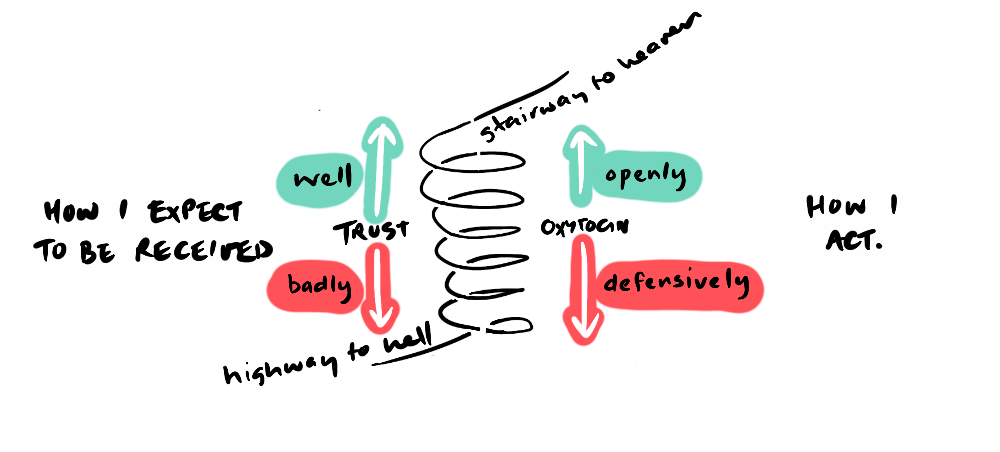 stairway to heaven
well
openly
HOW I EXPECT
TO BE RECEIVED
TRUST
OXYTOCIN
HOW I
ACT.
badly
defensively
highway to hell